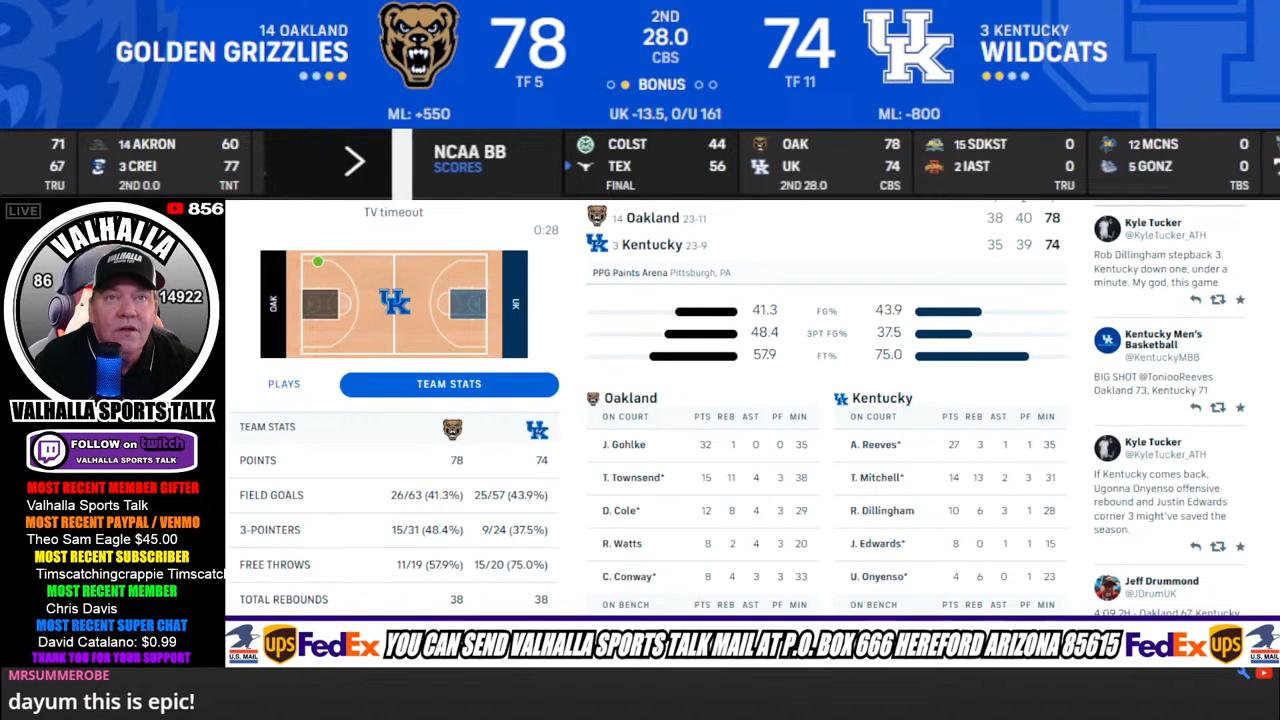 14 OAKLAND
GOLDEN GRIZZLIES
78
TF 5
2ND
28.0
CBS
BONUS
74
TF 11
3 KENTUCKY
WILDCATS
ML: +550
UK -13.5, O/U 161
ML: -800
71
67
TRU
14 AKRON 60
3 CREI 77
2ND 0.0 TNT
NCAA BB
SCORES
COLST 44
TEX 56
FINAL
OAK 78
UK 74
2ND 28.0 CBS
15 SDKST 0
2 IAST 0
TRU
12 MCNS 0
5 GONZ 0
TBS
LIVE
856
VALHALLA
86
14922
VALHALLA SPORTS TALK
FOLLOW on twitch
VALHALLA SPORTS TALK
MOST RECENT MEMBER GIFTER
Valhalla Sports Talk
MOST RECENT PAYPAL / VENMO
Theo Sam Eagle $45.00
MOST RECENT SUBSCRIBER
Timscatchingcrappie Timscatch
MOST RECENT MEMBER
Chris Davis
MOST RECENT SUPER CHAT
David Catalano: $0.99
THANK YOU FOR YOUR SUPPORT
TV timeout
0:28
OAK
UK
UK
PLAYS
TEAM STATS
TEAM STATS
POINTS 78 74
FIELD GOALS 26/63 (41.3%) 25/57 (43.9%)
3-POINTERS 15/31 (48.4%) 9/24 (37.5%)
FREE THROWS 11/19 (57.9%) 15/20 (75.0%)
TOTAL REBOUNDS 38 38
14 Oakland 23-11 38 40 78
3 Kentucky 23-9 35 39 74
PPG Paints Arena Pittsburgh, PA
41.3 FG% 43.9
48.4 3PT FG% 37.5
57.9 FT% 75.0
Oakland
ON COURT PTS REB AST PF MIN
J. Gohlke 32 1 0 0 35
T. Townsend* 15 11 4 3 38
D. Cole* 12 8 4 3 29
R. Watts 8 2 4 3 20
C. Conway* 8 4 3 3 33
ON BENCH PTS REB AST PF MIN
Kentucky
ON COURT PTS REB AST PF MIN
A. Reeves* 27 3 1 1 35
T. Mitchell* 14 13 2 3 31
R. Dillingham 10 6 3 1 28
J. Edwards* 8 0 1 1 15
U. Onyenso* 4 6 0 1 23
ON BENCH PTS REB AST PF MIN
Kyle Tucker
@KyleTucker_ATH
Rob Dillingham stepback 3.
Kentucky down one, under a
minute. My god, this game.
Kentucky Men's
Basketball
@KentuckyMBB
BIG SHOT @ToniooReeves
Oakland 73, Kentucky 71
Kyle Tucker
@KyleTucker_ATH
If Kentucky comes back,
Ugonna Onyenso offensive
rebound and Justin Edwards
corner 3 might've saved the
season.
Jeff Drummond
@JDrumUK
4:09 2H - Oakland 67, Kentucky
U.S. MAIL
ups
FedEx
YOU CAN SEND VALHALLA SPORTS TALK MAIL AT P.O. BOX 666 HEREFORD ARIZONA 85615
FedEx
ups
U.S. MAIL
MRSUMMEROBE
dayum this is epic!